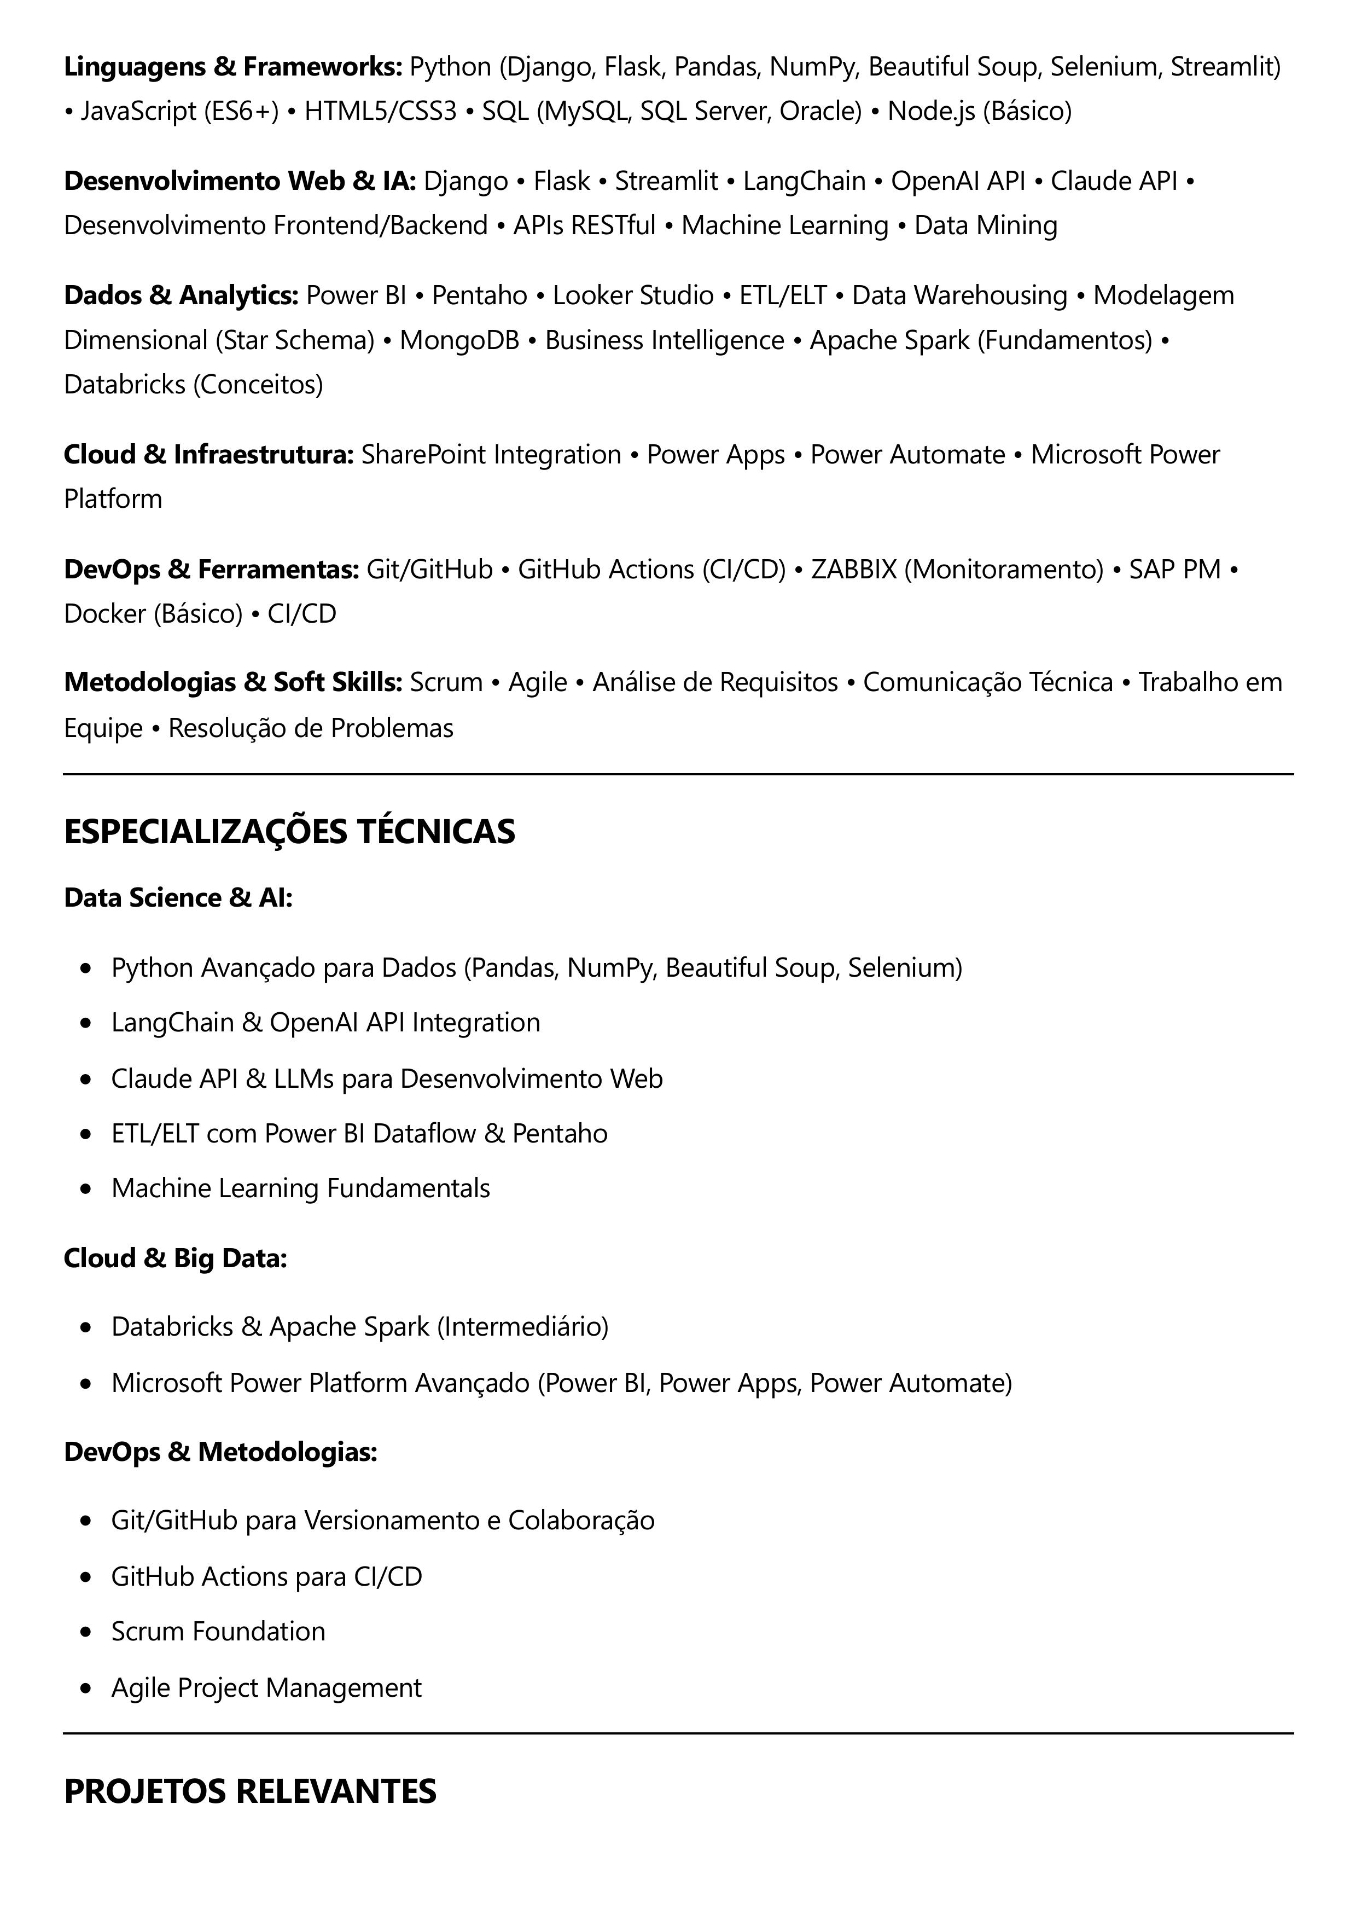 Linguagens & Frameworks: Python (Django, Flask, Pandas, NumPy, Beautiful Soup, Selenium, Streamlit)
• JavaScript (ES6+) • HTML5/CSS3 • SQL (MySQL, SQL Server, Oracle) • Node.js (Básico)
Desenvolvimento Web & IA: Django • Flask • Streamlit • LangChain • OpenAI API • Claude API •
Desenvolvimento Frontend/Backend • APIs RESTful • Machine Learning • Data Mining
Dados & Analytics: Power BI • Pentaho • Looker Studio • ETL/ELT • Data Warehousing • Modelagem
Dimensional (Star Schema) • MongoDB • Business Intelligence • Apache Spark (Fundamentos) •
Databricks (Conceitos)
Cloud & Infraestrutura: SharePoint Integration • Power Apps • Power Automate • Microsoft Power
Platform
DevOps & Ferramentas: Git/GitHub • GitHub Actions (CI/CD) • ZABBIX (Monitoramento) • SAP PM •
Docker (Básico) • CI/CD
Metodologias & Soft Skills: Scrum • Agile • Análise de Requisitos • Comunicação Técnica • Trabalho em
Equipe • Resolução de Problemas
ESPECIALIZAÇÕES TÉCNICAS
Data Science & AI:
• Python Avançado para Dados (Pandas, NumPy, Beautiful Soup, Selenium)
• LangChain & OpenAI API Integration
• Claude API & LLMs para Desenvolvimento Web
• ETL/ELT com Power BI Dataflow & Pentaho
• Machine Learning Fundamentals
Cloud & Big Data:
• Databricks & Apache Spark (Intermediário)
• Microsoft Power Platform Avançado (Power BI, Power Apps, Power Automate)
DevOps & Metodologias:
• Git/GitHub para Versionamento e Colaboração
• GitHub Actions para CI/CD
• Scrum Foundation
• Agile Project Management
PROJETOS RELEVANTES